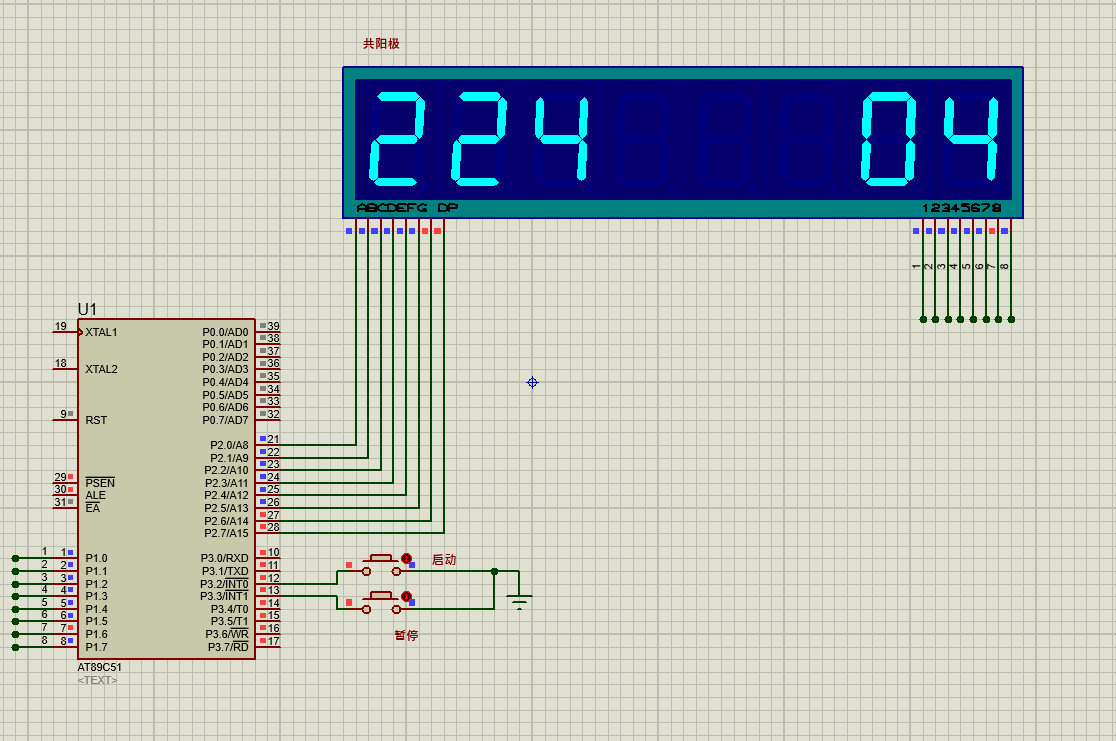 共阳极
224 04
ABCDEFG DP
12345678
1 2 3 4 5 6 7 8
U1
19 XTAL1 P0.0/AD0 39
P0.1/AD1 38
P0.2/AD2 37
18 XTAL2 P0.3/AD3 36
P0.4/AD4 35
P0.5/AD5 34
P0.6/AD6 33
9 RST P0.7/AD7 32
P2.0/A8 21
P2.1/A9 22
P2.2/A10 23
29 PSEN P2.3/A11 24
30 ALE P2.4/A12 25
31 EA P2.5/A13 26
P2.6/A14 27
P2.7/A15 28
1 1 P1.0 P3.0/RXD 10
2 2 P1.1 P3.1/TXD 11
3 3 P1.2 P3.2/INT0 12
4 4 P1.3 P3.3/INT1 13
5 5 P1.4 P3.4/T0 14
6 6 P1.5 P3.5/T1 15
7 7 P1.6 P3.6/WR 16
8 8 P1.7 P3.7/RD 17
启动
暂停
AT89C51
<TEXT>